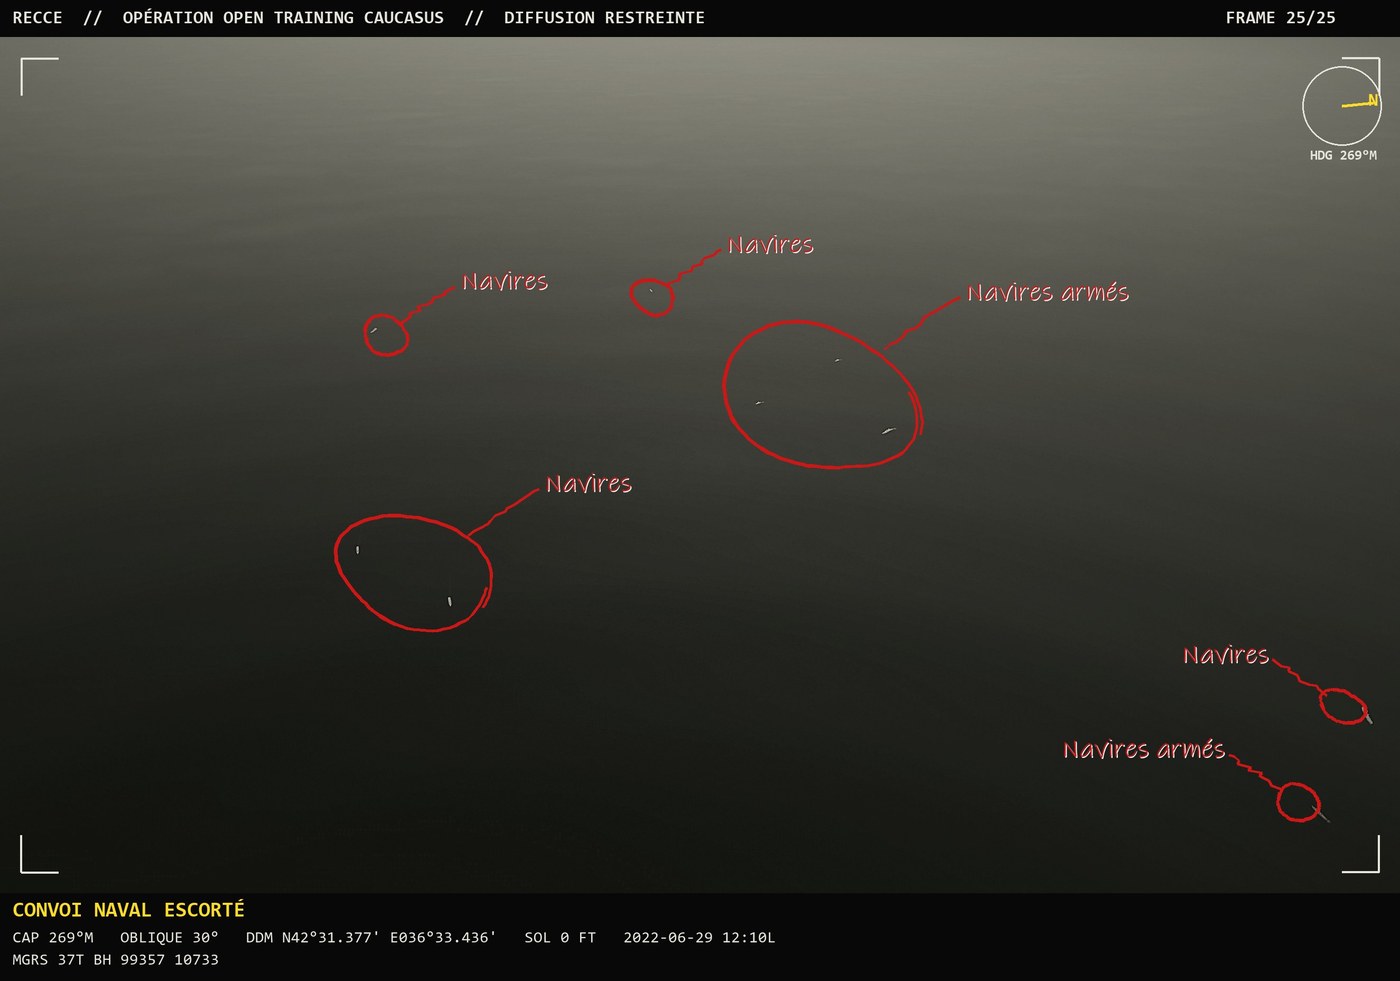 RECCE // OPÉRATION OPEN TRAINING CAUCASUS // DIFFUSION RESTREINTE FRAME 25/25
N
HDG 269°M
Navires
Navires
Navires armés
Navires
Navires
Navires armés
CONVOI NAVAL ESCORTÉ
CAP 269°M OBLIQUE 30° DDM N42°31.377' E036°33.436' SOL 0 FT 2022-06-29 12:10L
MGRS 37T BH 99357 10733